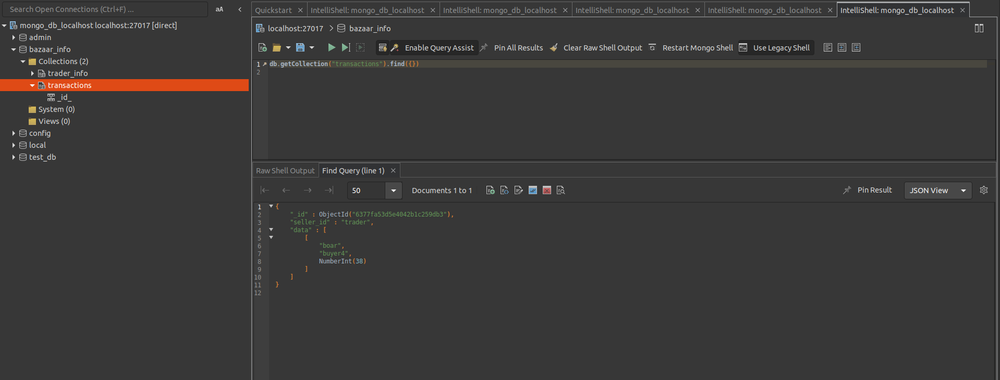 Search Open Connections (Ctrl+F) ...
aA
mongo_db_localhost localhost:27017 [direct]
admin
bazaar_info
Collections (2)
trader_info
transactions
_id_
System (0)
Views (0)
config
local
test_db
Quickstart
IntelliShell: mongo_db_localhost
IntelliShell: mongo_db_localhost
IntelliShell: mongo_db_localhost
IntelliShell: mongo_db_localhost
IntelliShell: mongo_db_localhost
localhost:27017 > bazaar_info
Enable Query Assist Pin All Results Clear Raw Shell Output Restart Mongo Shell Use Legacy Shell
1 db.getCollection("transactions").find({})
2
Raw Shell Output Find Query (line 1)
50 Documents 1 to 1 Pin Result JSON View
1 {
2 "_id" : ObjectId("6377fa53d5e4042b1c259db3"),
3 "seller_id" : "trader",
4 "data" : [
5 [
6 "boar",
7 "buyer4",
8 NumberInt(38)
9 ]
10 ]
11 }
12